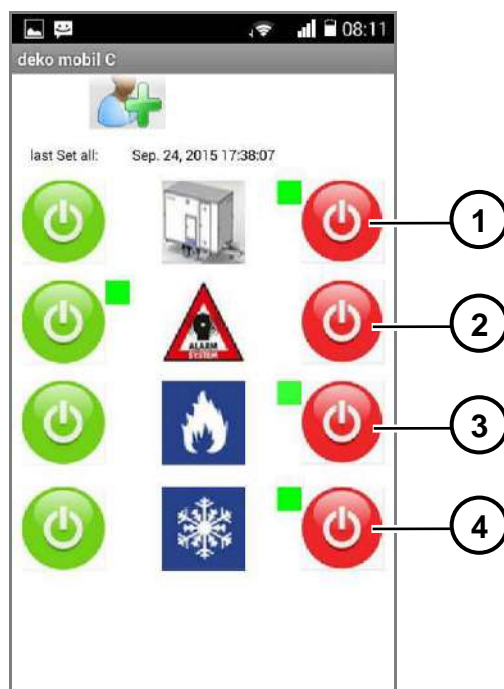 08:11
deko mobil C
last Set all: Sep. 24, 2015 17:38:07
1
2
ALARM
SYSTEM
3
4